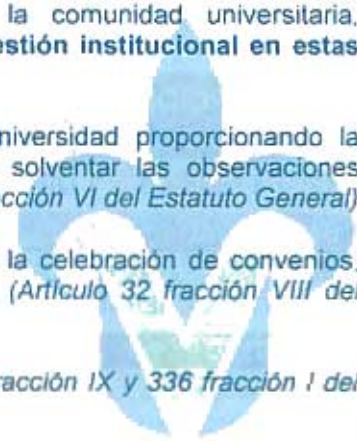 la comunidad universitaria.
estión institucional en estas
niversidad proporcionando la
solventar las observaciones
cción VI del Estatuto General)
la celebración de convenios,
(Artículo 32 fracción VIII del
racción IX y 336 fracción I del